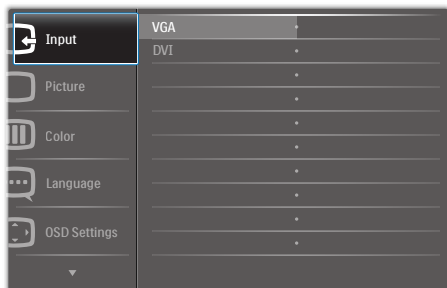 Input
VGA
DVI
Picture
Color
Language
OSD Settings